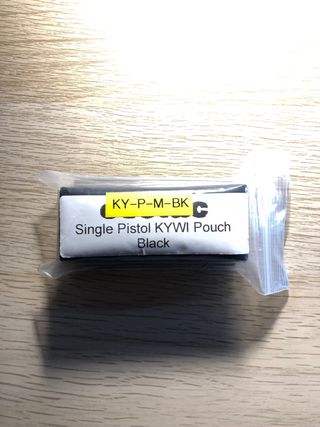 KY-P-M-BK
Single Pistol KYWI Pouch
Black